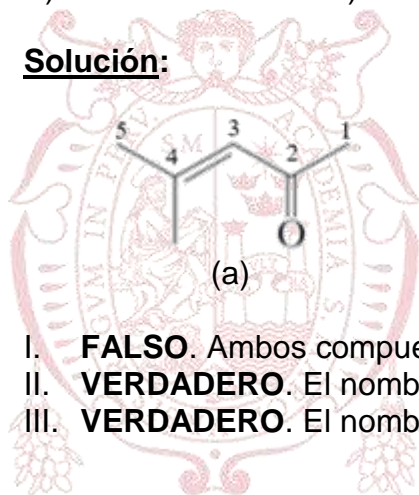 Solución:
5 4 3 2 1
O
(a)
I. FALSO. Ambos compue
II. VERDADERO. El nomb
III. VERDADERO. El nomb